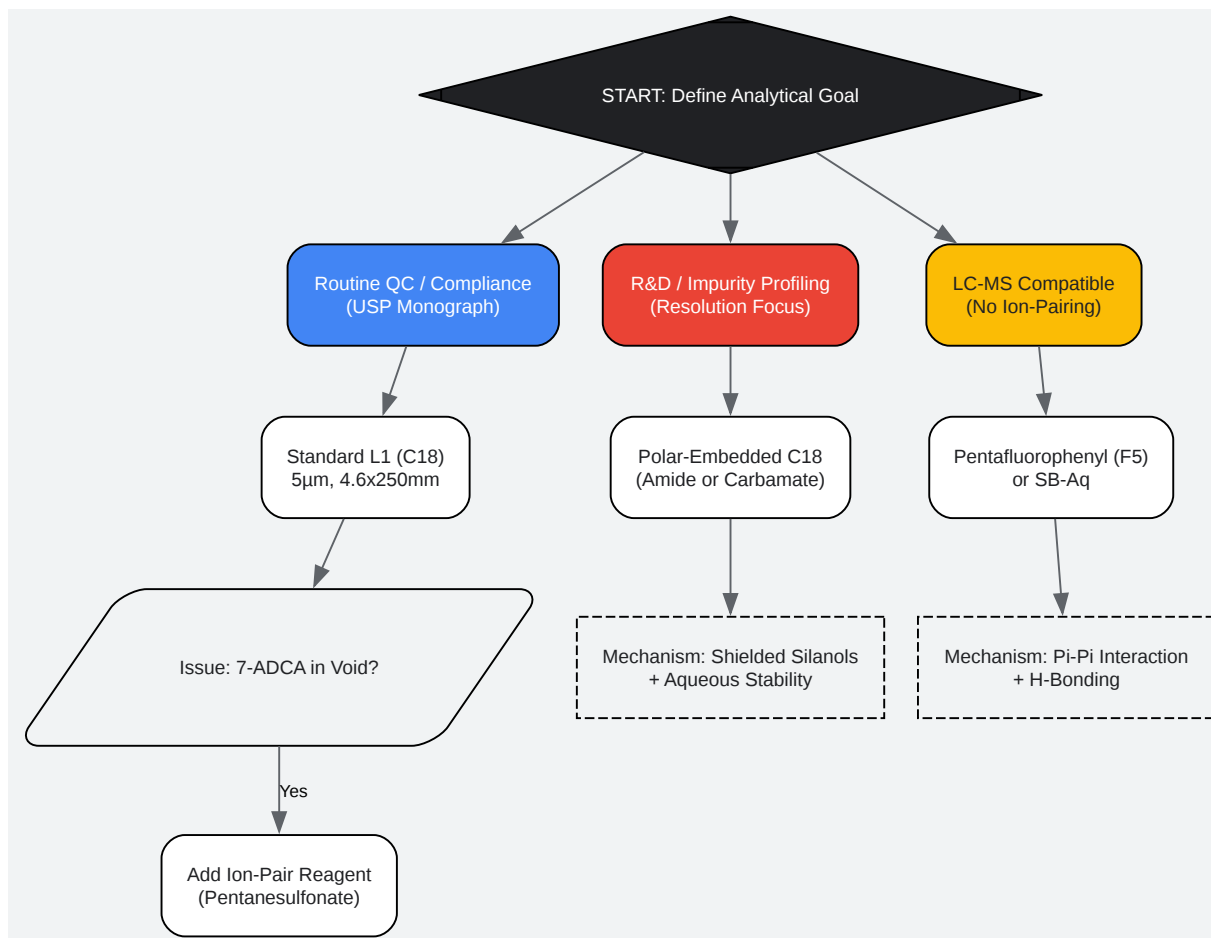 START: Define Analytical Goal
Routine QC / Compliance
(USP Monograph)
R&D / Impurity Profiling
(Resolution Focus)
LC-MS Compatible
(No Ion-Pairing)
Standard L1 (C18)
5µm, 4.6x250mm
Polar-Embedded C18
(Amide or Carbamate)
Pentafluorophenyl (F5)
or SB-Aq
Issue: 7-ADCA in Void?
Mechanism: Shielded Silanols
+ Aqueous Stability
Mechanism: Pi-Pi Interaction
+ H-Bonding
Yes
Add Ion-Pair Reagent
(Pentanesulfonate)